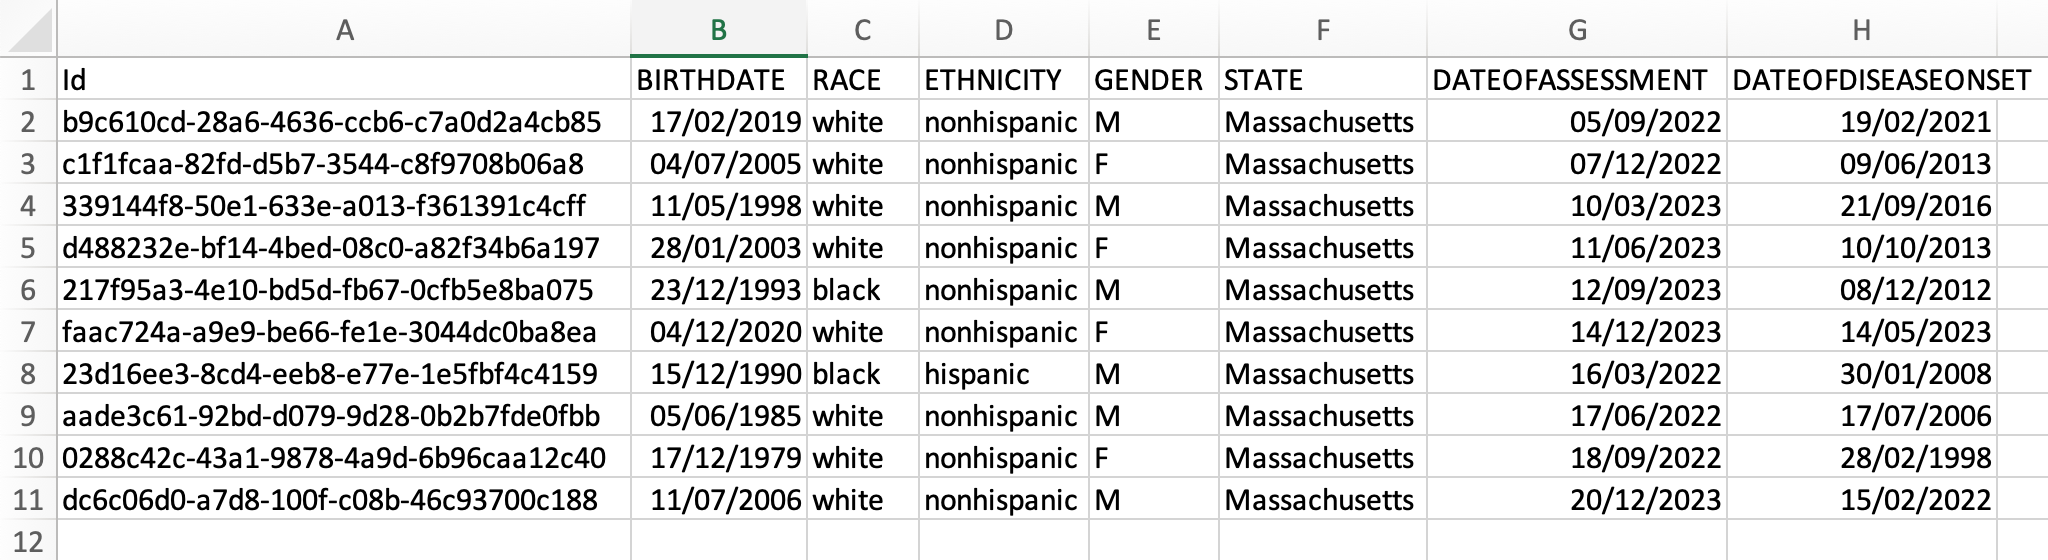 A B C D E F G H
1 Id BIRTHDATE RACE ETHNICITY GENDER STATE DATEOFASSESSMENT DATEOFDISEASEONSET
2 b9c610cd-28a6-4636-ccb6-c7a0d2a4cb85 17/02/2019 white nonhispanic M Massachusetts 05/09/2022 19/02/2021
3 c1f1fcaa-82fd-d5b7-3544-c8f9708b06a8 04/07/2005 white nonhispanic F Massachusetts 07/12/2022 09/06/2013
4 339144f8-50e1-633e-a013-f361391c4cff 11/05/1998 white nonhispanic M Massachusetts 10/03/2023 21/09/2016
5 d488232e-bf14-4bed-08c0-a82f34b6a197 28/01/2003 white nonhispanic F Massachusetts 11/06/2023 10/10/2013
6 217f95a3-4e10-bd5d-fb67-0cfb5e8ba075 23/12/1993 black nonhispanic M Massachusetts 12/09/2023 08/12/2012
7 faac724a-a9e9-be66-fe1e-3044dc0ba8ea 04/12/2020 white nonhispanic F Massachusetts 14/12/2023 14/05/2023
8 23d16ee3-8cd4-eeb8-e77e-1e5fbf4c4159 15/12/1990 black hispanic M Massachusetts 16/03/2022 30/01/2008
9 aade3c61-92bd-d079-9d28-0b2b7fde0fbb 05/06/1985 white nonhispanic M Massachusetts 17/06/2022 17/07/2006
10 0288c42c-43a1-9878-4a9d-6b96caa12c40 17/12/1979 white nonhispanic F Massachusetts 18/09/2022 28/02/1998
11 dc6c06d0-a7d8-100f-c08b-46c93700c188 11/07/2006 white nonhispanic M Massachusetts 20/12/2023 15/02/2022
12